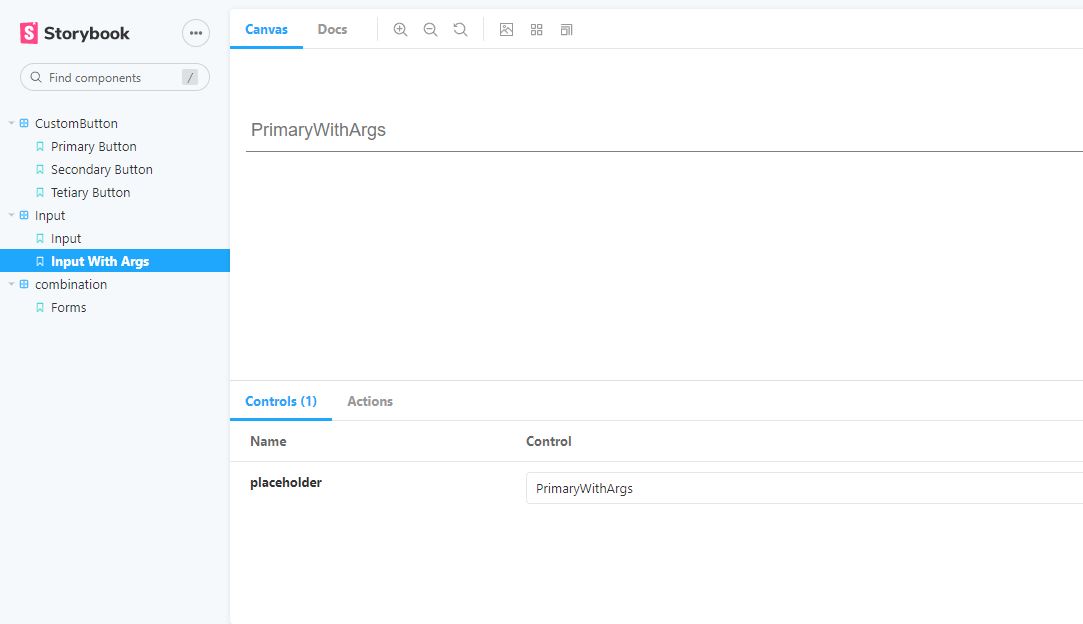 Storybook
Find components /
CustomButton
Primary Button
Secondary Button
Tetiary Button
Input
Input
Input With Args
combination
Forms
Canvas Docs
PrimaryWithArgs
Controls (1) Actions
Name Control
placeholder PrimaryWithArgs